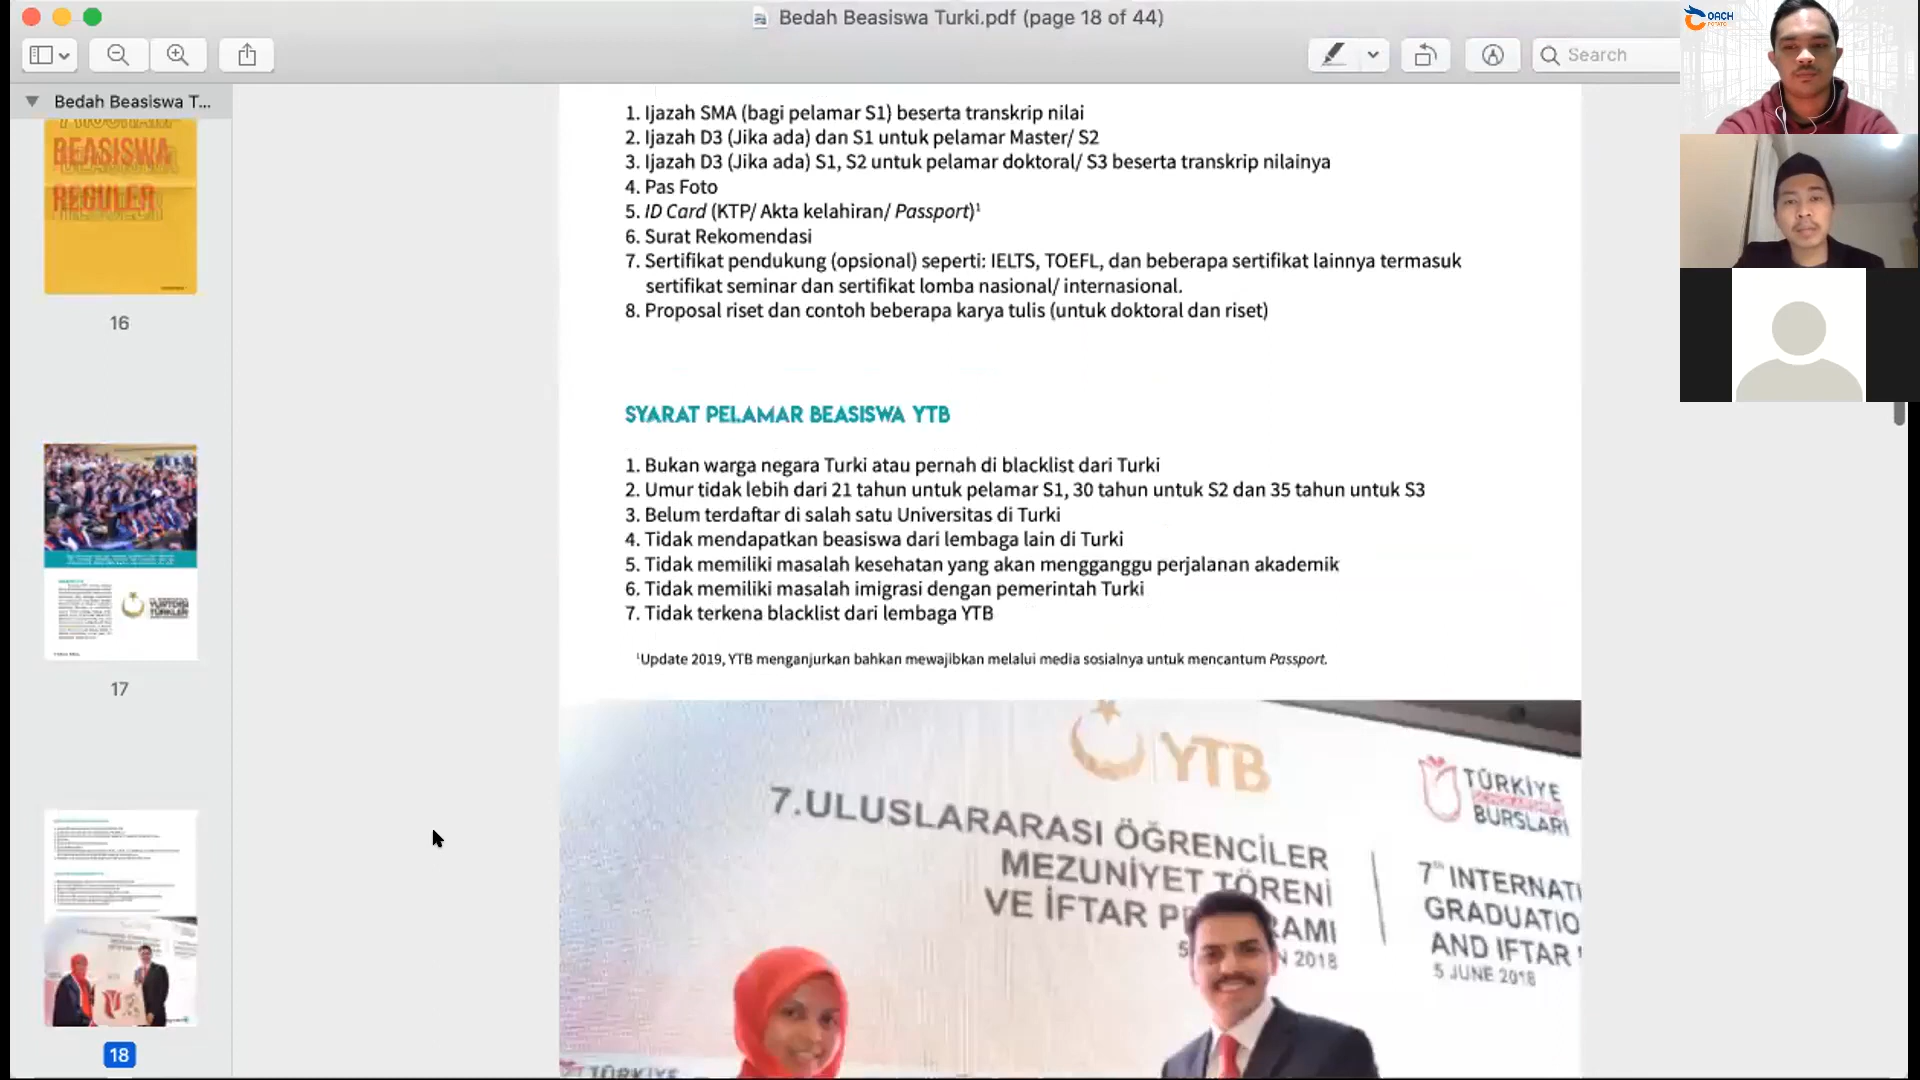 Bedah Beasiswa Turki.pdf (page 18 of 44)
Search
OACH
Bedah Beasiswa T...
BEASISWA
REGULER
16
17
18
1. Ijazah SMA (bagi pelamar S1) beserta transkrip nilai
2. Ijazah D3 (Jika ada) dan S1 untuk pelamar Master/ S2
3. Ijazah D3 (Jika ada) S1, S2 untuk pelamar doktoral/ S3 beserta transkrip nilainya
4. Pas Foto
5. ID Card (KTP/ Akta kelahiran/ Passport)¹
6. Surat Rekomendasi
7. Sertifikat pendukung (opsional) seperti: IELTS, TOEFL, dan beberapa sertifikat lainnya termasuk
sertifikat seminar dan sertifikat lomba nasional/ internasional.
8. Proposal riset dan contoh beberapa karya tulis (untuk doktoral dan riset)
SYARAT PELAMAR BEASISWA YTB
1. Bukan warga negara Turki atau pernah di blacklist dari Turki
2. Umur tidak lebih dari 21 tahun untuk pelamar S1, 30 tahun untuk S2 dan 35 tahun untuk S3
3. Belum terdaftar di salah satu Universitas di Turki
4. Tidak mendapatkan beasiswa dari lembaga lain di Turki
5. Tidak memiliki masalah kesehatan yang akan mengganggu perjalanan akademik
6. Tidak memiliki masalah imigrasi dengan pemerintah Turki
7. Tidak terkena blacklist dari lembaga YTB
¹Update 2019, YTB menganjurkan bahkan mewajibkan melalui media sosialnya untuk mencantum Passport.
YTB
7.ULUSLARARASI ÖĞRENCİLER
MEZUNİYET TÖRENİ
VE İFTAR
2018
TÜRKİYE
BURSLARI
7th INTERNATI
GRADUATIO
AND IFTAR
5 JUNE 2018
TÜRKİYE